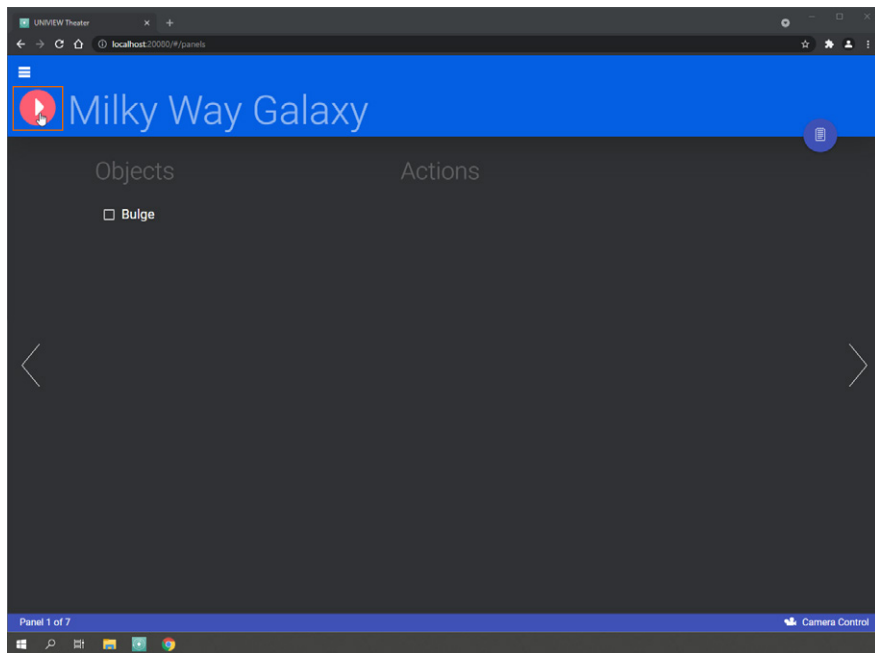 UNIVIEW Theater
localhost:20080/#/panels
Milky Way Galaxy
Objects
Actions
Bulge
Panel 1 of 7
Camera Control